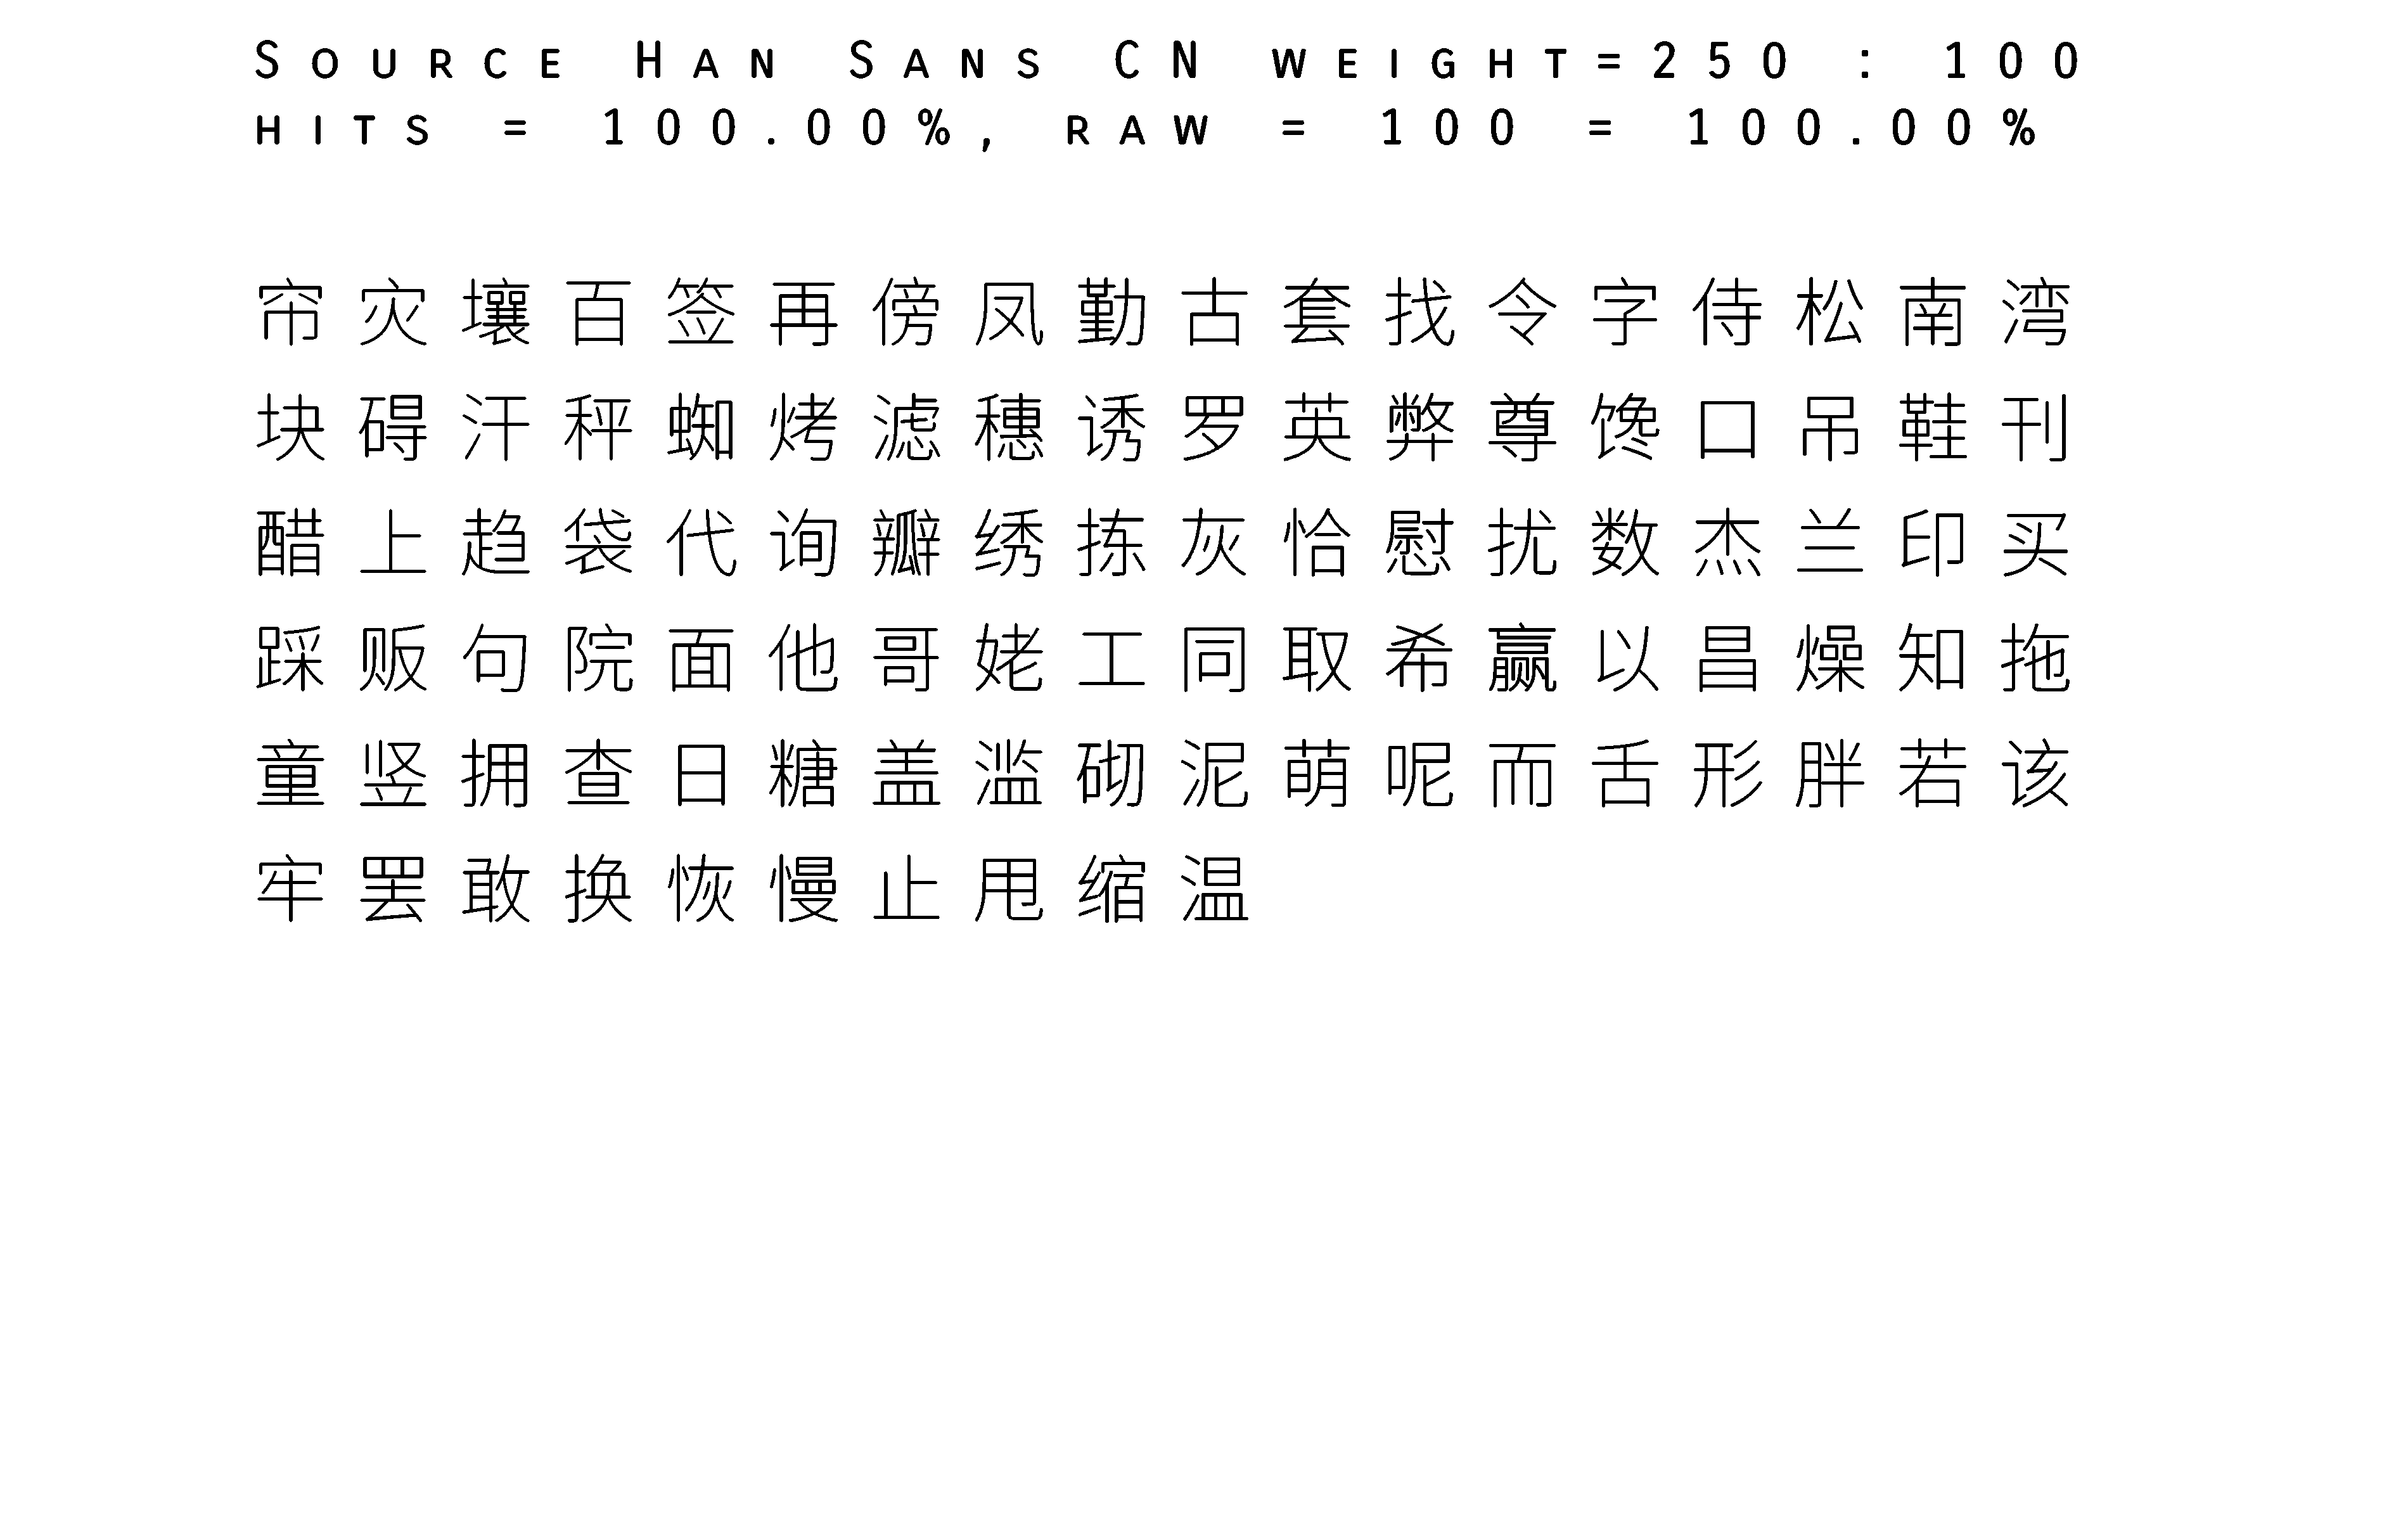 Source Han Sans CN weight=250 : 100
hits = 100.00%, raw = 100 = 100.00%
帘灾壤百签再傍凤勤古套找令字侍松南湾
块碍汗秤蜘烤滤穗诱罗英弊尊馋口吊鞋刊
醋上趋袋代询瓣绣拣灰恰慰扰数杰兰印买
踩贩句院面他哥姥工同取希赢以昌燥知拖
童竖拥查日糖盖滥砌泥萌呢而舌形胖若该
牢罢敢换恢慢止甩缩温